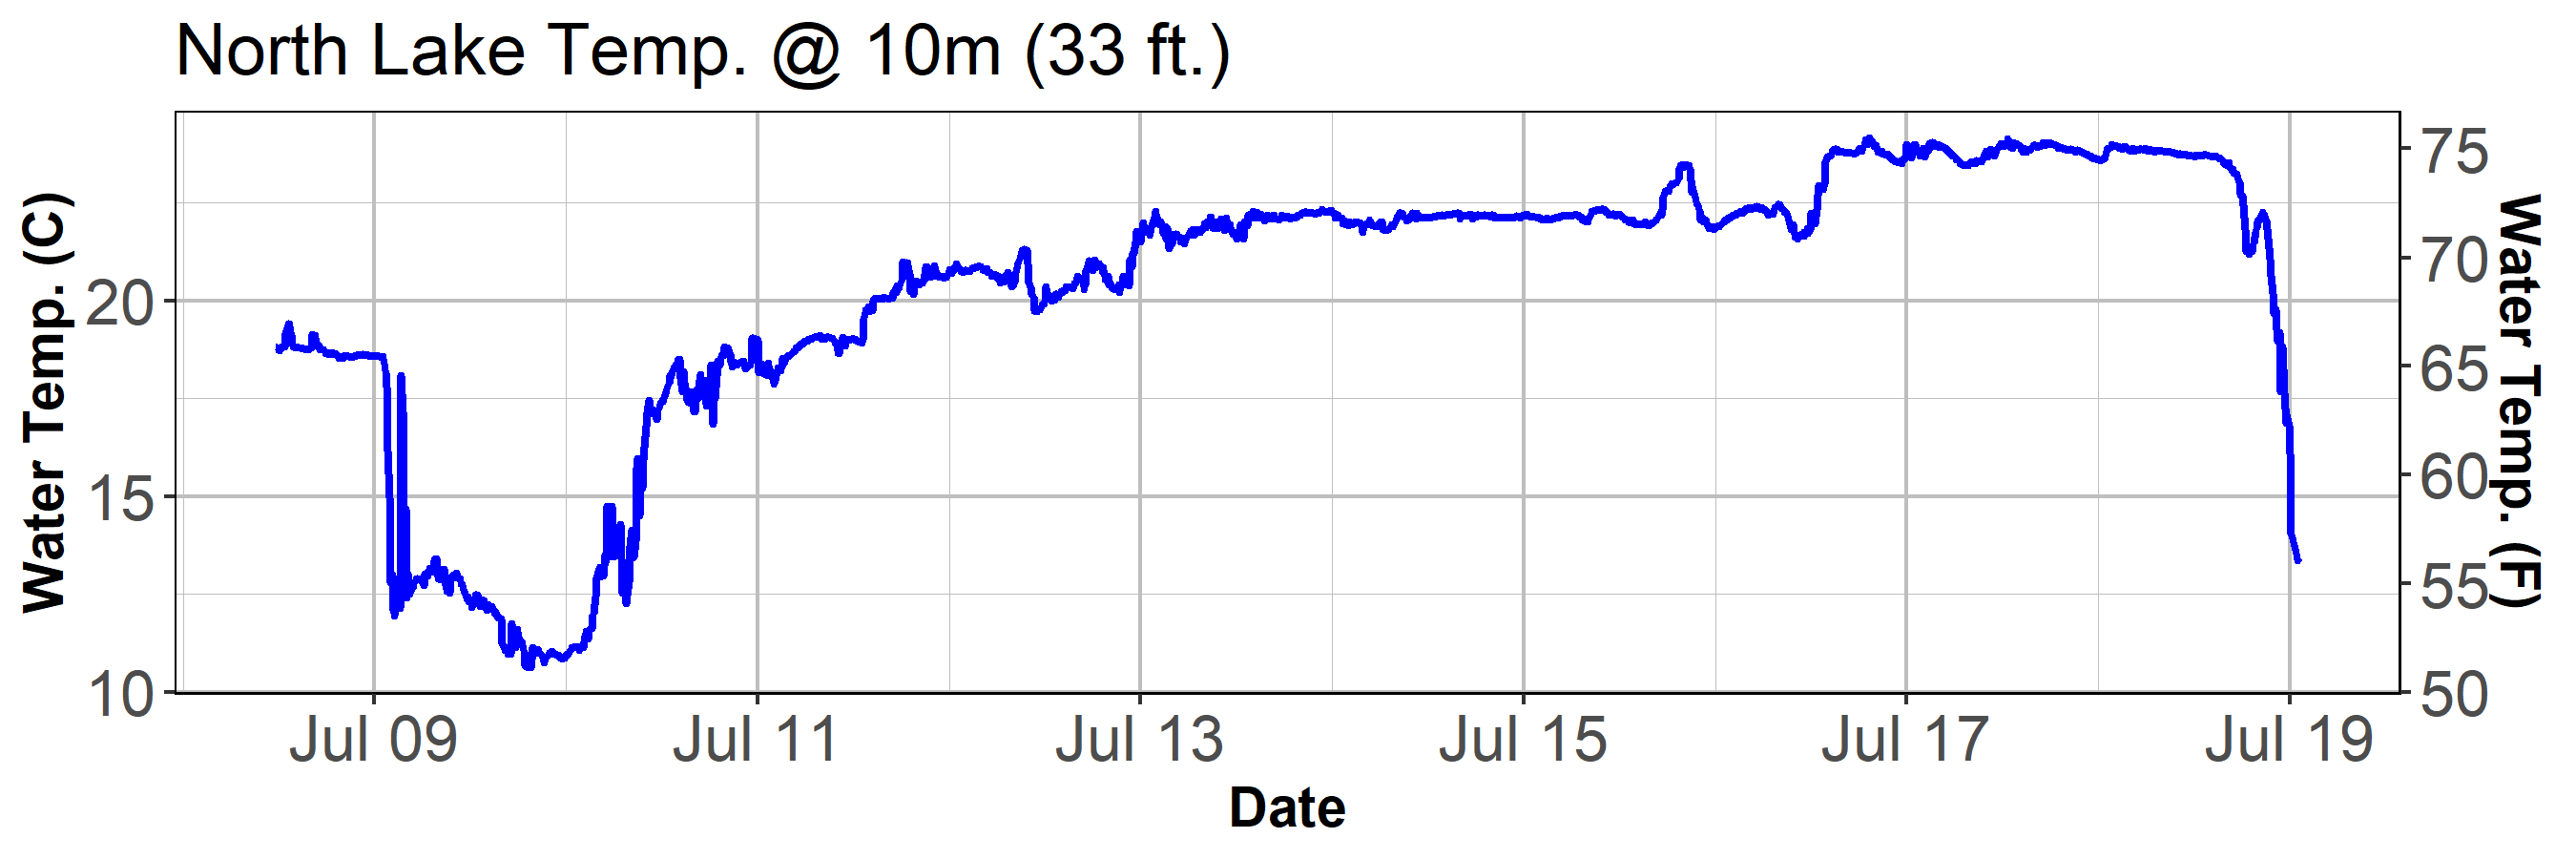 North Lake Temp. @ 10m (33 ft.)
Water Temp. (C)
20
15
10
75
70
65
60
55
50
Water Temp. (F)
Jul 09 Jul 11 Jul 13 Jul 15 Jul 17 Jul 19
Date